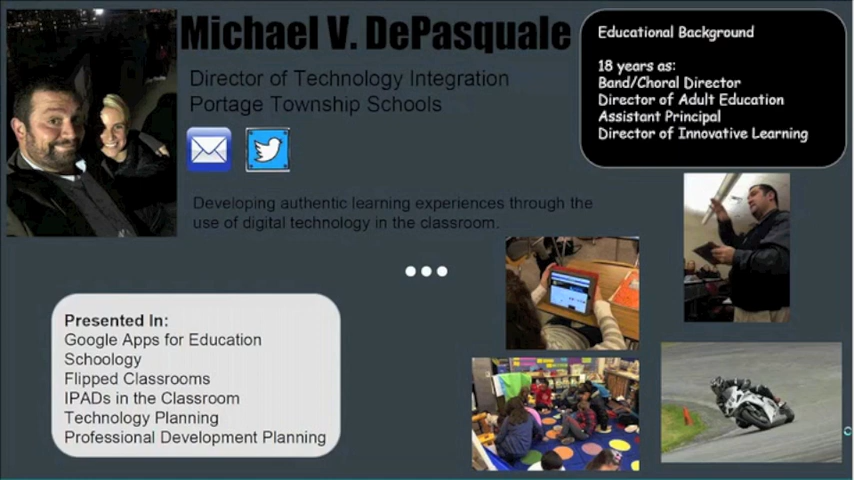 Michael V. DePasquale
Director of Technology Integration
Portage Township Schools
Developing authentic learning experiences through the
use of digital technology in the classroom.
Educational Background
18 years as:
Band/Choral Director
Director of Adult Education
Assistant Principal
Director of Innovative Learning
Presented In:
Google Apps for Education
Schoology
Flipped Classrooms
IPADs in the Classroom
Technology Planning
Professional Development Planning